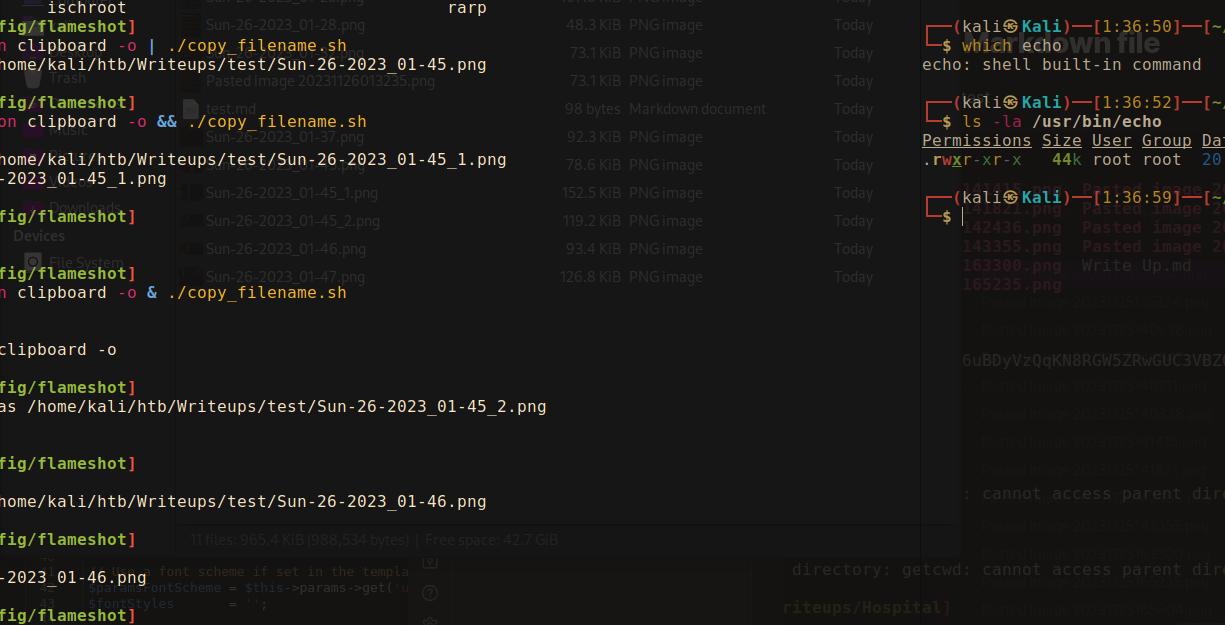 ischroot rarp
fig/flameshot]
n clipboard -o | ./copy_filename.sh
home/kali/htb/Writeups/test/Sun-26-2023_01-45.png
fig/flameshot]
on clipboard -o && ./copy_filename.sh
home/kali/htb/Writeups/test/Sun-26-2023_01-45_1.png
-2023_01-45_1.png
fig/flameshot]
fig/flameshot]
n clipboard -o & ./copy_filename.sh
clipboard -o
fig/flameshot]
as /home/kali/htb/Writeups/test/Sun-26-2023_01-45_2.png
fig/flameshot]
home/kali/htb/Writeups/test/Sun-26-2023_01-46.png
fig/flameshot]
-2023_01-46.png
fig/flameshot]
Sun-26-2023_01-28.png 48.3 KiB PNG image Today
73.1 KiB PNG image Today
Trash
Pasted image 20231126013235.png 73.1 KiB PNG image Today
test.md 98 bytes Markdown document Today
Music
Sun-26-2023_01-37.png 92.3 KiB PNG image Today
78.6 KiB PNG image Today
Sun-26-2023_01-45_1.png 152.5 KiB PNG image Today
Downloads
Sun-26-2023_01-45_2.png 119.2 KiB PNG image Today
Devices
Sun-26-2023_01-46.png 93.4 KiB PNG image Today
File System
Sun-26-2023_01-47.png 126.8 KiB PNG image Today
11 files: 965.4 KiB (988,534 bytes) | Free space: 42.7 GiB
// Use a font scheme if set in the templa
42 $paramsFontScheme = $this->params->get('u
43 $fontStyles = '';
(kali㉿Kali)-[1:36:50]-[~/
Markdown file
$ which echo
echo: shell built-in command
(kali㉿Kali)-[1:36:52]-[~/
$ ls -la /usr/bin/echo
Permissions Size User Group Dat
.rwxr-xr-x 44k root root 20
(kali㉿Kali)-[1:36:59]-[~/
$
141821.png Pasted image 2
142436.png Pasted image 2
143355.png Pasted image 2
163300.png Write Up.md
165235.png
6uBDyVzQqKN8RGW5ZRwGUC3VBZ
: cannot access parent dire
directory: getcwd: cannot access parent dire
riteups/Hospital]